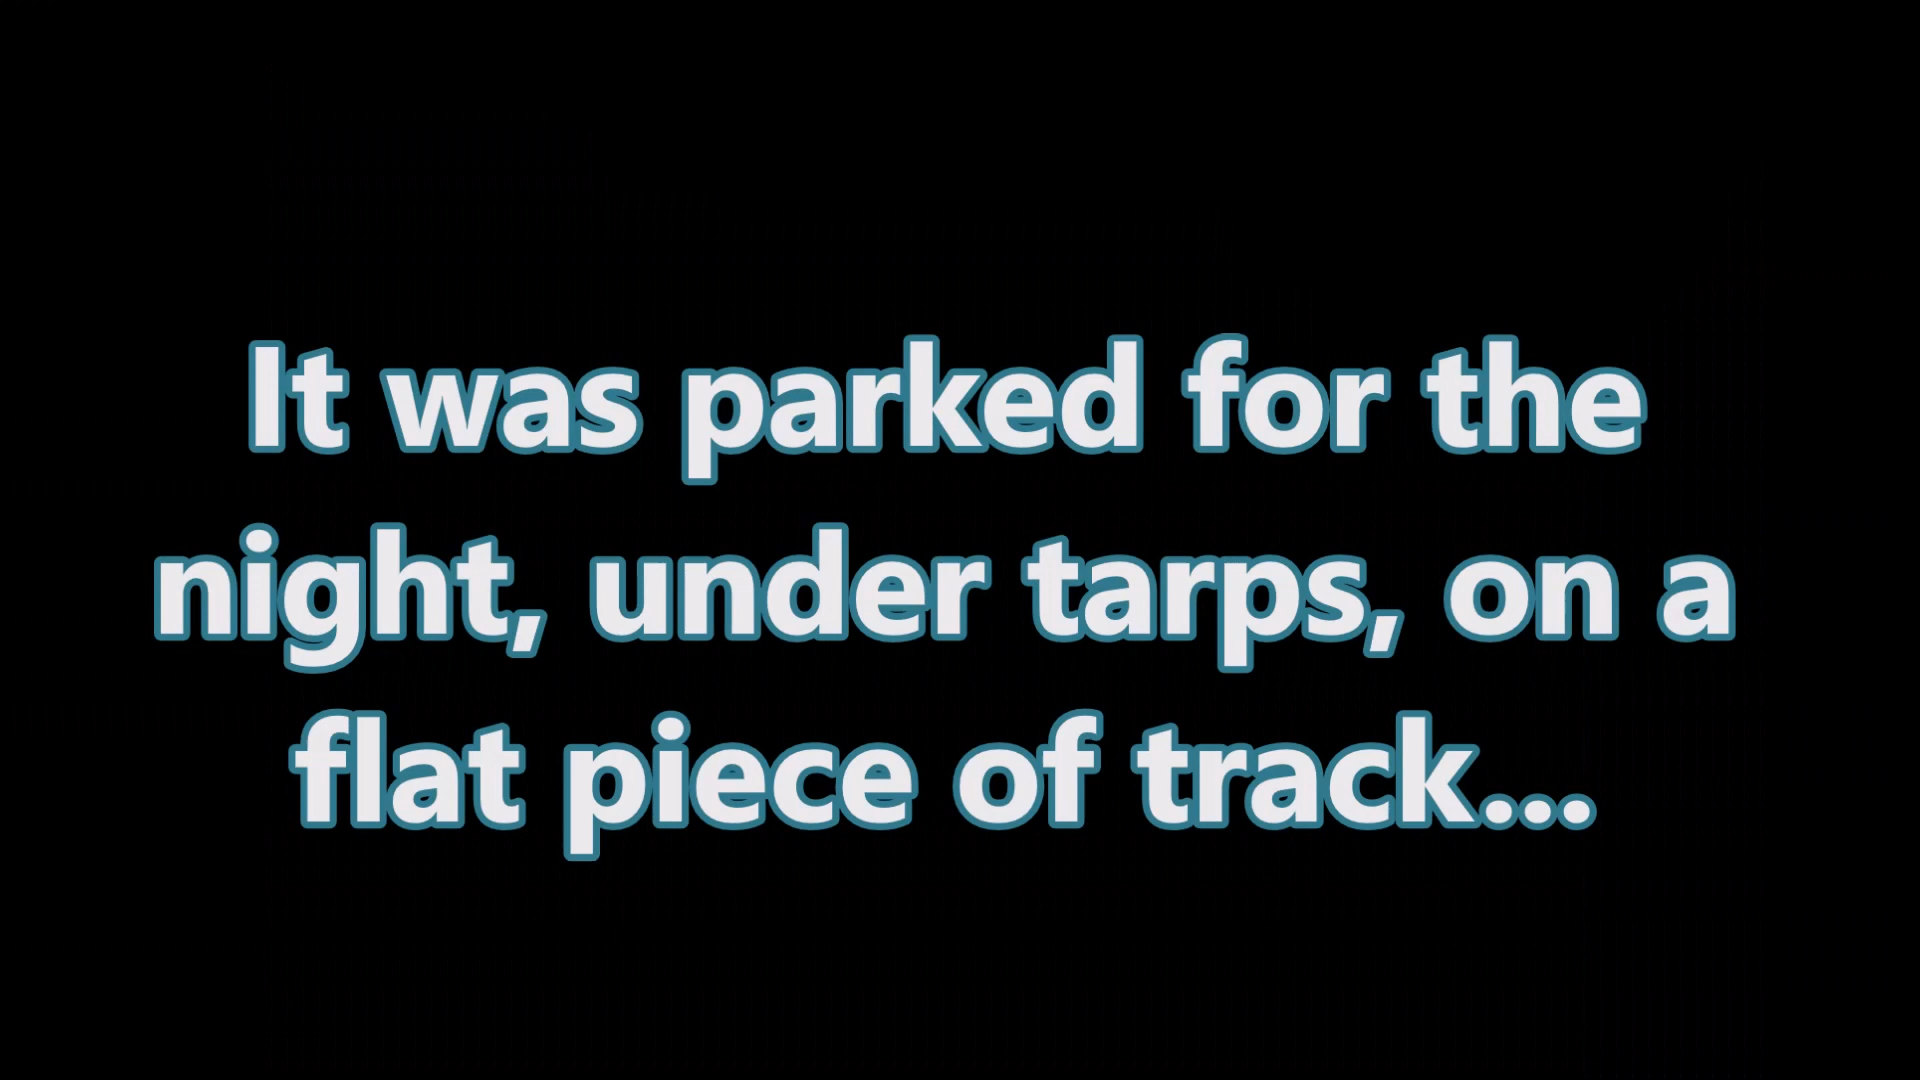 It was parked for the
night, under tarps, on a
flat piece of track...